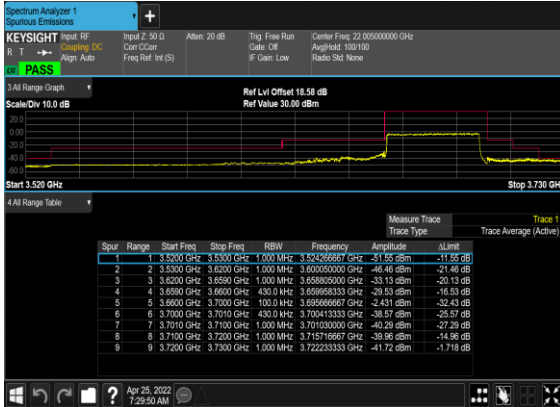 Spectrum Analyzer 1
Spurious Emissions
+
KEYSIGHT Input: RF Input Z: 50 Ω Atten: 20 dB Trig: Free Run Center Freq: 22.005000000 GHz
R T Coupling: DC Corr CCorr Gate: Off Avg|Hold: 100/100
Align: Auto Freq Ref: Int (S) IF Gain: Low Radio Std: None
LNI PASS
3 All Range Graph
Ref Lvl Offset 18.58 dB
Scale/Div 10.0 dB Ref Value 30.00 dBm
20.0
0.00
-20.0
-40.0
-60.0
Start 3.520 GHz Stop 3.730 GH
4 All Range Table
Measure Trace Trace 1
Trace Type Trace Average (Active)
Spur Range Start Freq Stop Freq RBW Frequency Amplitude ΔLimit
1 1 3.5200 GHz 3.5300 GHz 1.000 MHz 3.524266667 GHz -51.55 dBm -11.55 dB
2 2 3.5300 GHz 3.6200 GHz 1.000 MHz 3.600050000 GHz -46.46 dBm -21.46 dB
3 3 3.6200 GHz 3.6590 GHz 1.000 MHz 3.658805000 GHz -33.13 dBm -20.13 dB
4 4 3.6590 GHz 3.6600 GHz 430.0 kHz 3.659958333 GHz -29.53 dBm -16.53 dB
5 5 3.6600 GHz 3.7000 GHz 100.0 kHz 3.695666667 GHz -2.431 dBm -32.43 dB
6 6 3.7000 GHz 3.7010 GHz 430.0 kHz 3.700413333 GHz -38.57 dBm -25.57 dB
7 7 3.7010 GHz 3.7100 GHz 1.000 MHz 3.701030000 GHz -40.29 dBm -27.29 dB
8 8 3.7100 GHz 3.7200 GHz 1.000 MHz 3.715716667 GHz -39.96 dBm -14.96 dB
9 9 3.7200 GHz 3.7300 GHz 1.000 MHz 3.722233333 GHz -41.72 dBm -1.718 dB
? Apr 25, 2022
7:29:50 AM